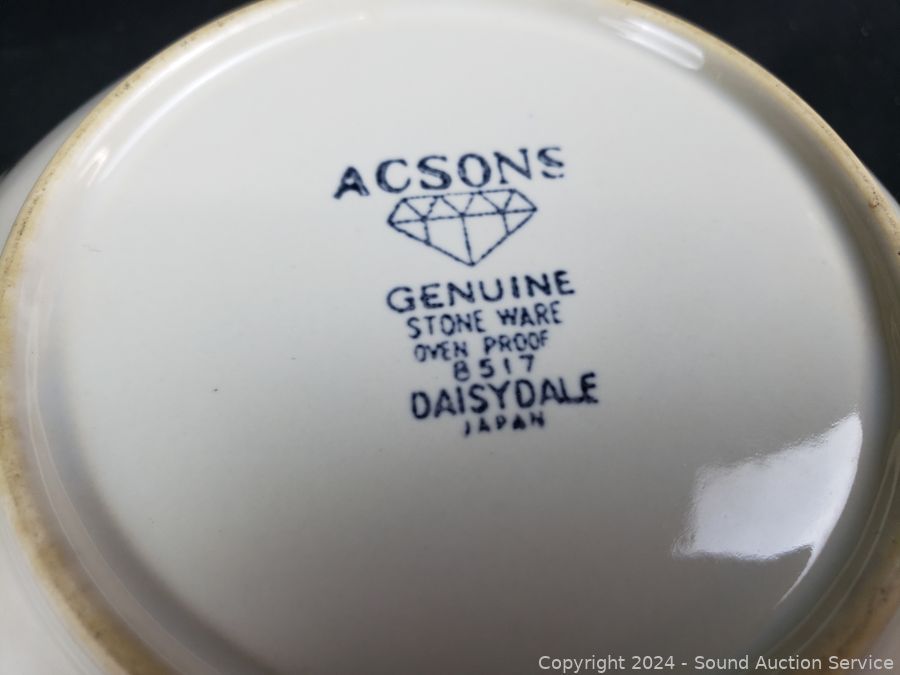 ACSONS
GENUINE
STONE WARE
OVEN PROOF
8517
DAISYDALE
JAPAN
Copyright © 2024 - Sound Auction Service